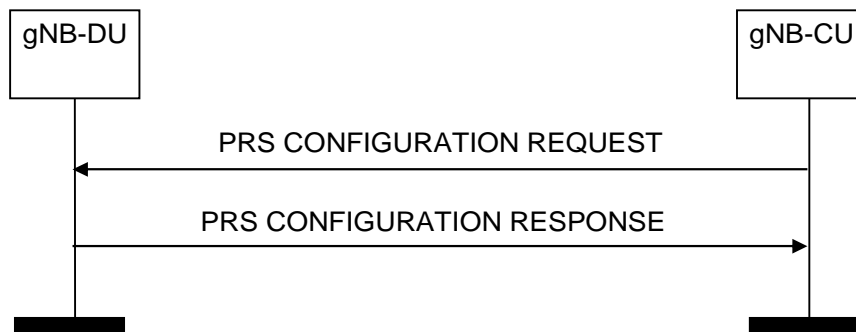 gNB-DU
gNB-CU
PRS CONFIGURATION REQUEST
PRS CONFIGURATION RESPONSE